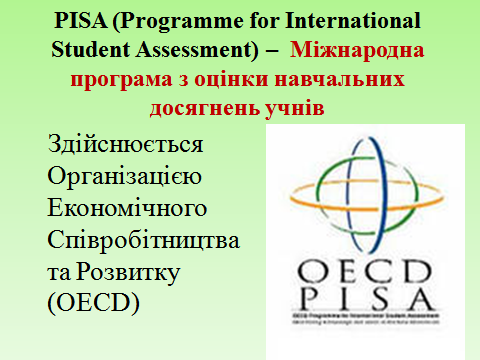 PISA (Programme for International
Student Assessment) – Міжнародна
програма з оцінки навчальних
досягнень учнів
Здійснюється
Організацією
Економічного
Співробітництва
та Розвитку
(OECD)
OECD
PISA
OECD Programme for International Student Assessment